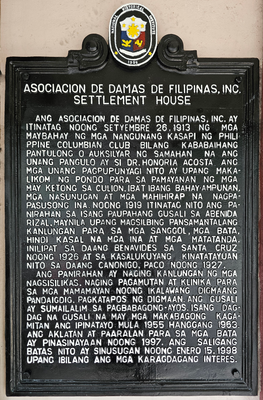 ASOCIACION DE DAMAS DE FILIPINAS, INC.
SETTLEMENT HOUSE
ANG ASOCIACION DE DAMAS DE FILIPINAS, INC. AY
ITINATAG NOONG SETYEMBRE 26, 1913 NG MGA
MAYBAHAY NG MGA NANGUNANG KASAPI NG PHILI
PPINE COLUMBIAN CLUB BILANG KABABAIHANG
PANTULONG O AUKSILYAR NG SAMAHAN NA ANG
UNANG PANGULO AY SI DR. HONORIA ACOSTA ANG
MGA UNANG PAGPUPUNYAGI NITO AY UPANG MAKA-
LIKOM NG PONDO PARA SA PAMAYANAN NG MGA
MAY KETONG SA CULION, IBAT IBANG BAHAY AMPUNAN,
MGA NASUNUGAN AT MGA MAHIHIRAP NA NAGPA-
PASUSONG INA NOONG 1919 ITINATAG NITO ANG PA-
NIRAHAN SA ISANG PAUPAHANG GUSALI SA ABENIDA
RIZAL, MAYNILA UPANG MAGSILBING PANSAMANTALANG
KANLUNGAN PARA SA MGA SANGGOL, MGA BATA,
HINDI KASAL NA MGA INA AT MGA MATATANDA.
INILIPAT SA DAANG BENAVIDES SA SANTA CRUZ
NOONG 1926 AT SA KASALUKUYANG KINATATAYUAN
NITO SA DAANG CANONIGO, PACO NOONG 1927.
ANG PAMIRAHAN AY NAGING KANLUNGAN NG MGA
NAGSISILIKAS, NAGING PAGAMUTAN AT KLINIKA PARA
SA MGA MAMAMAYAN NOONG IKALAWANG DIGMAANG
PANDAIGDIG. PAGKATAPOS NG DIGMAAN, ANG GUSALI
AY SUMAILALIM SA PAGBABAGONG-AYOS. ISANG DAG-
DAG NA GUSALI NA MAY MGA MAKABAGONG KAGA-
MITAN ANG IPINATAYO MULA 1955 HANGGANG 1963
ANG AKLATAN AT PAARALAN PARA SA MGA BATA
AY PINASINAYAAN NOONG 1997. ANG SALIGANG
BATAS NITO AY SINUSUGAN NOONG ENERO 15, 1998
UPANG IBILANG ANG MGA KARAGDAGANG INTERES.